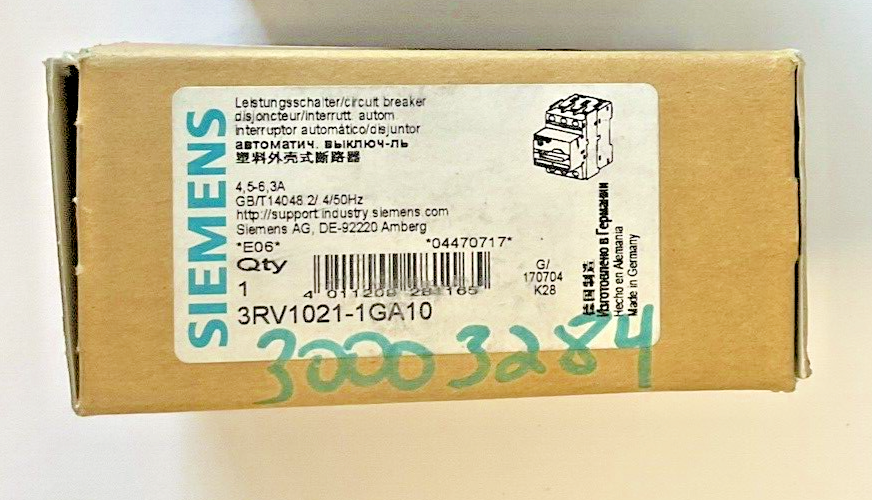 SIEMENS
Leistungsschalter/circuit breaker
disjoncteur/interrutt. autom
interruptor automático/disjuntor
автоматич. выключ-ль
塑料外壳式断路器
4,5-6,3A
GB/T14048.2/.4/50Hz
http://support.industry.siemens.com
Siemens AG, DE-92220 Amberg
*E06* *04470717*
Qty
1
4 011209 281165
3RV1021-1GA10
G/
170704
K28
德国制造
Изготовлено в Германии
Hecho en Alemania
Made in Germany
30003284